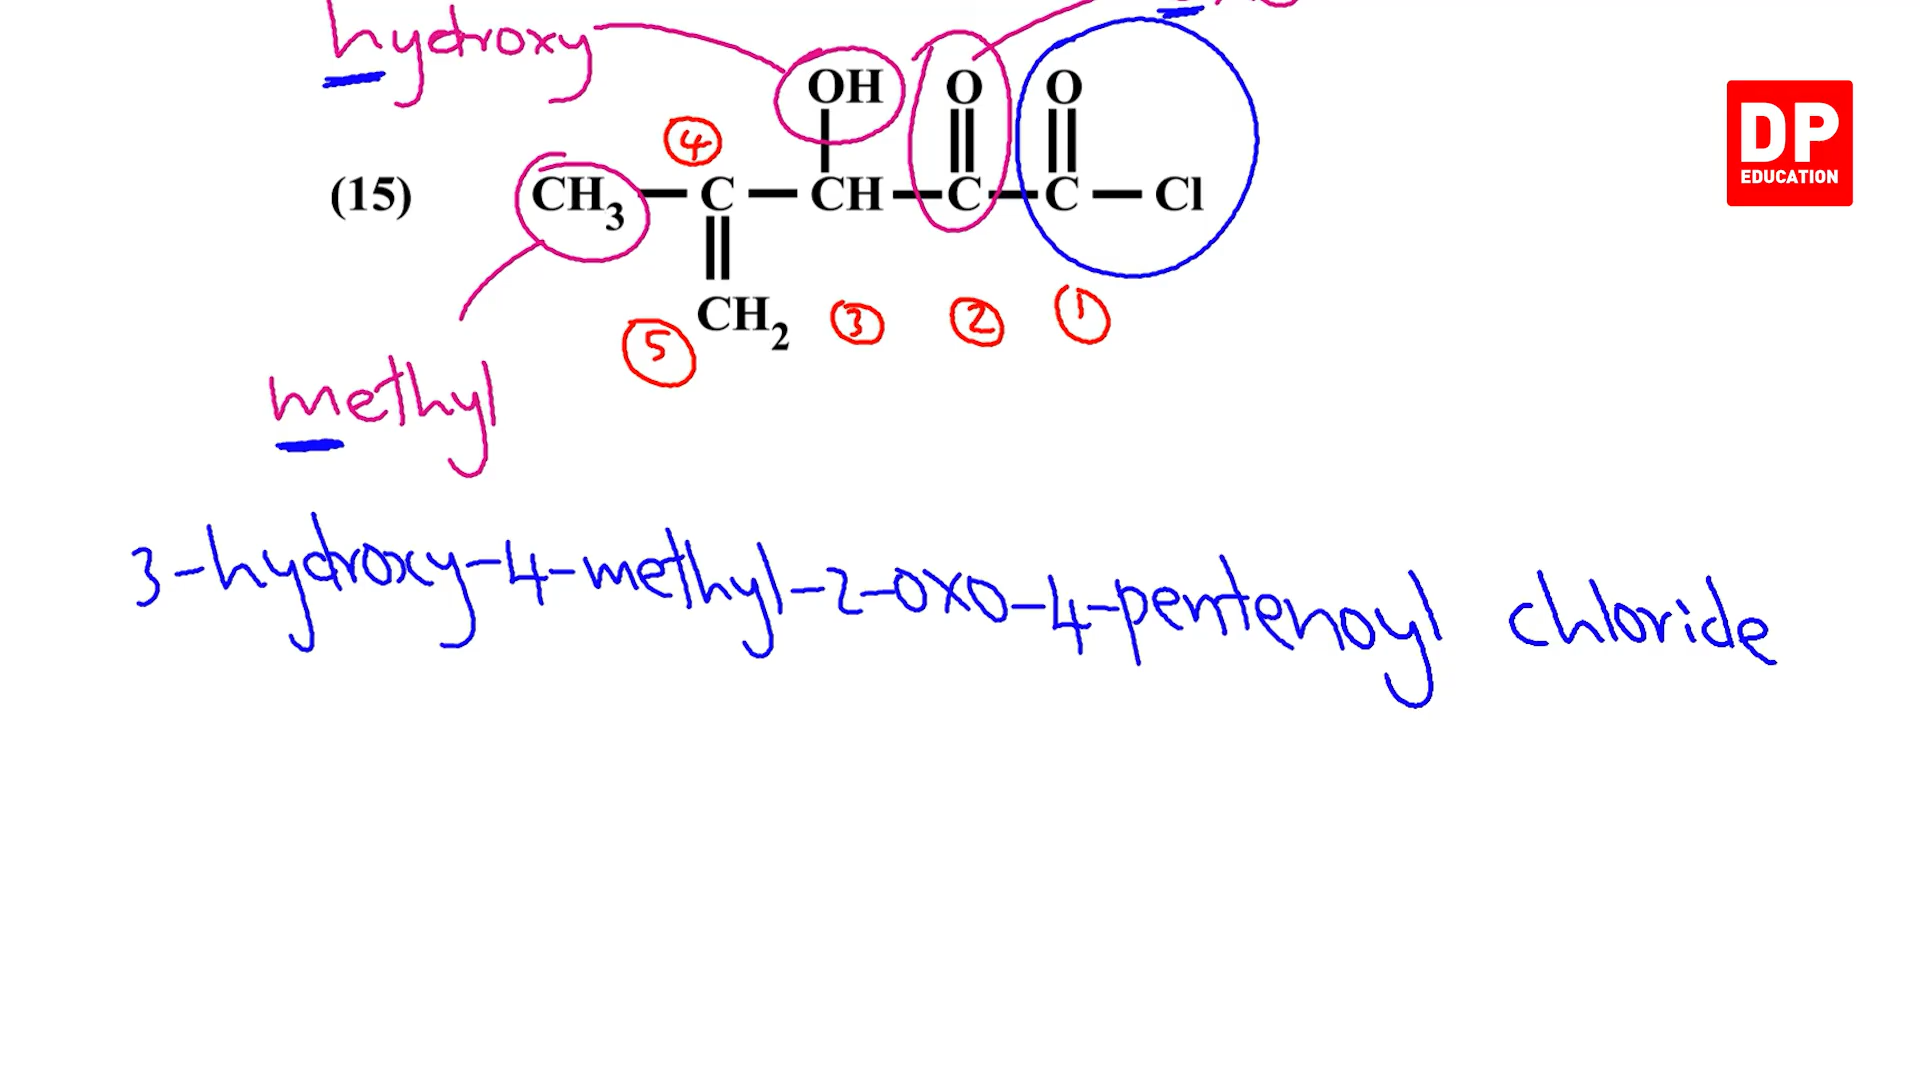 hydroxy
OH O O
④
(15) CH₃ — C — CH — C — C — Cl
CH₂
⑤ ③ ② ①
methyl
3-hydroxy-4-methyl-2-oxo-4-pentenoyl chloride
DP
EDUCATION